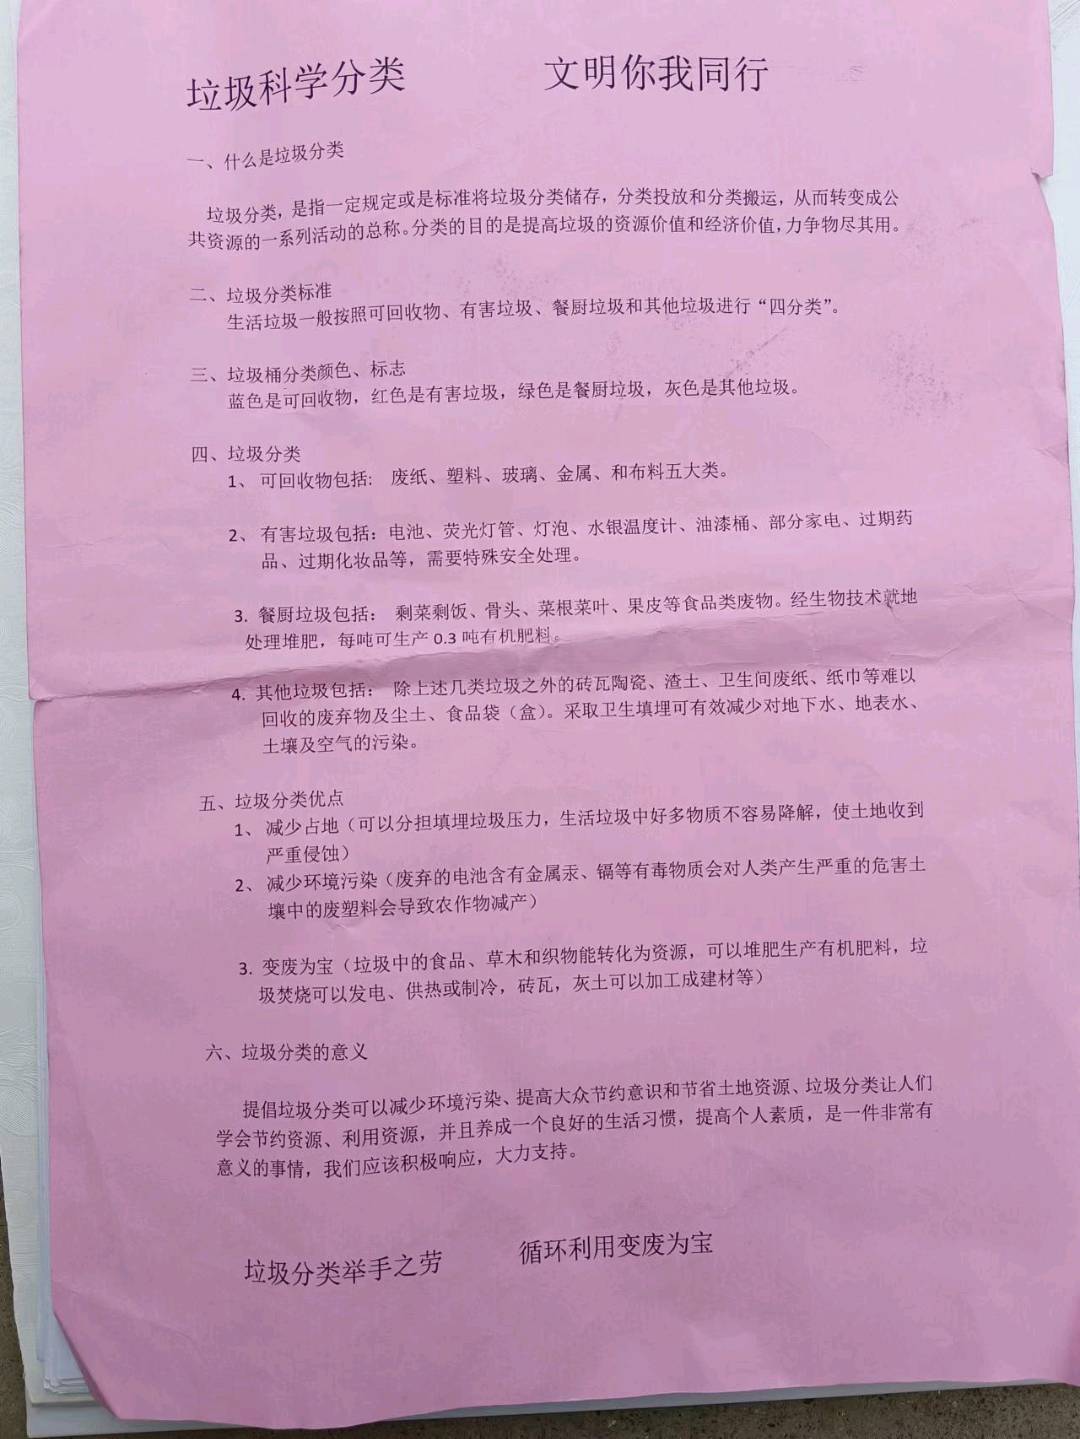 垃圾科学分类 文明你我同行
一、什么是垃圾分类
垃圾分类，是指一定规定或是标准将垃圾分类储存，分类投放和分类搬运，从而转变成公
共资源的一系列活动的总称。分类的目的是提高垃圾的资源价值和经济价值，力争物尽其用。
二、垃圾分类标准
生活垃圾一般按照可回收物、有害垃圾、餐厨垃圾和其他垃圾进行“四分类”。
三、垃圾桶分类颜色、标志
蓝色是可回收物，红色是有害垃圾，绿色是餐厨垃圾，灰色是其他垃圾。
四、垃圾分类
1、 可回收物包括： 废纸、塑料、玻璃、金属、和布料五大类。
2、 有害垃圾包括：电池、荧光灯管、灯泡、水银温度计、油漆桶、部分家电、过期药
品、过期化妆品等，需要特殊安全处理。
3. 餐厨垃圾包括： 剩菜剩饭、骨头、菜根菜叶、果皮等食品类废物。经生物技术就地
处理堆肥，每吨可生产 0.3 吨有机肥料。
4. 其他垃圾包括： 除上述几类垃圾之外的砖瓦陶瓷、渣土、卫生间废纸、纸巾等难以
回收的废弃物及尘土、食品袋（盒）。采取卫生填埋可有效减少对地下水、地表水、
土壤及空气的污染。
五、垃圾分类优点
1、 减少占地（可以分担填埋垃圾压力，生活垃圾中好多物质不容易降解，使土地收到
严重侵蚀）
2、 减少环境污染（废弃的电池含有金属汞、镉等有毒物质会对人类产生严重的危害土
壤中的废塑料会导致农作物减产）
3. 变废为宝（垃圾中的食品、草木和织物能转化为资源，可以堆肥生产有机肥料，垃
圾焚烧可以发电、供热或制冷，砖瓦，灰土可以加工成建材等）
六、垃圾分类的意义
提倡垃圾分类可以减少环境污染、提高大众节约意识和节省土地资源、垃圾分类让人们
学会节约资源、利用资源，并且养成一个良好的生活习惯，提高个人素质，是一件非常有
意义的事情，我们应该积极响应，大力支持。
垃圾分类举手之劳 循环利用变废为宝